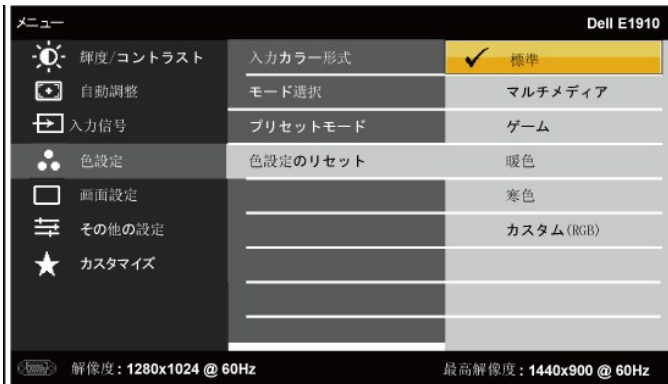 メニュー Dell E1910
輝度/コントラスト 入力カラー形式 標準
自動調整 モード選択 マルチメディア
入力信号 プリセットモード ゲーム
色設定 色設定のリセット 暖色
画面設定 寒色
その他の設定 カスタム(RGB)
カスタマイズ
解像度: 1280x1024 @ 60Hz 最高解像度: 1440x900 @ 60Hz